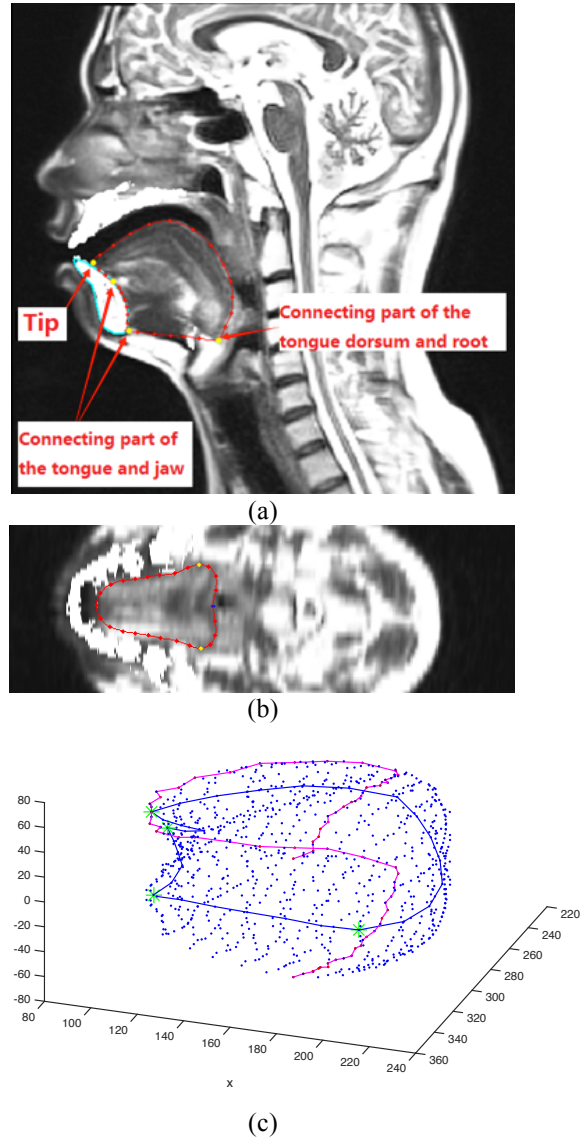 Tip
Connecting part of the
tongue dorsum and root
Connecting part of
the tongue and jaw
(a)
(b)
80
60
40
20
0
-20
-40
-60
-80
80
100
120
140
160
180
200
220
240
360
340
320
300
280
260
240
220
x
(c)